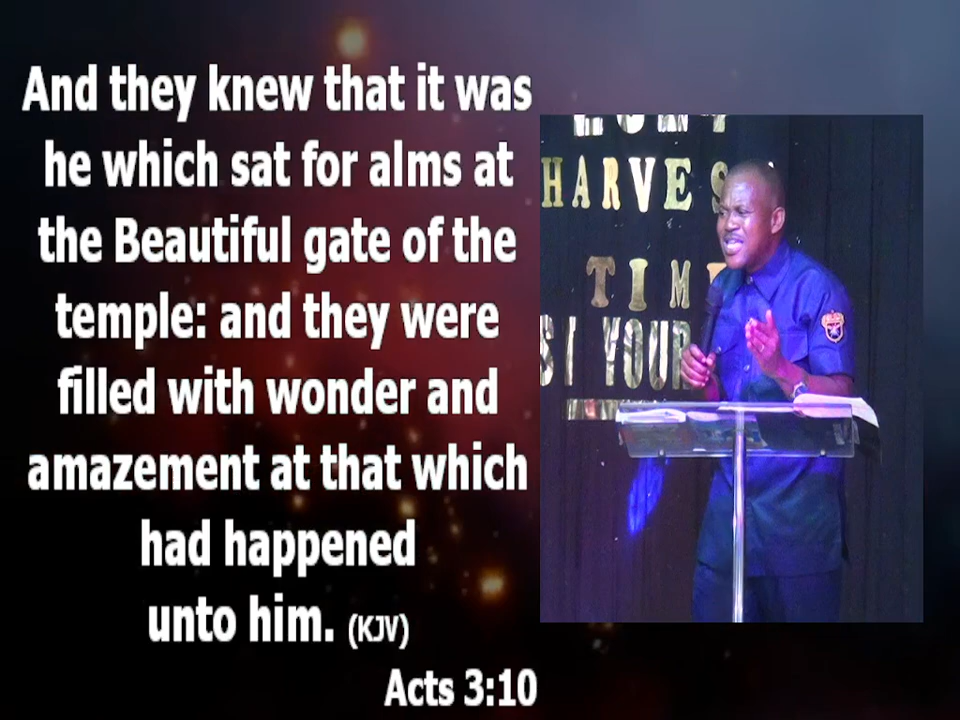 And they knew that it was
he which sat for alms at
the Beautiful gate of the
temple: and they were
filled with wonder and
amazement at that which
had happened
unto him. (KJV)
Acts 3:10
HARVES
TIM
YOUR